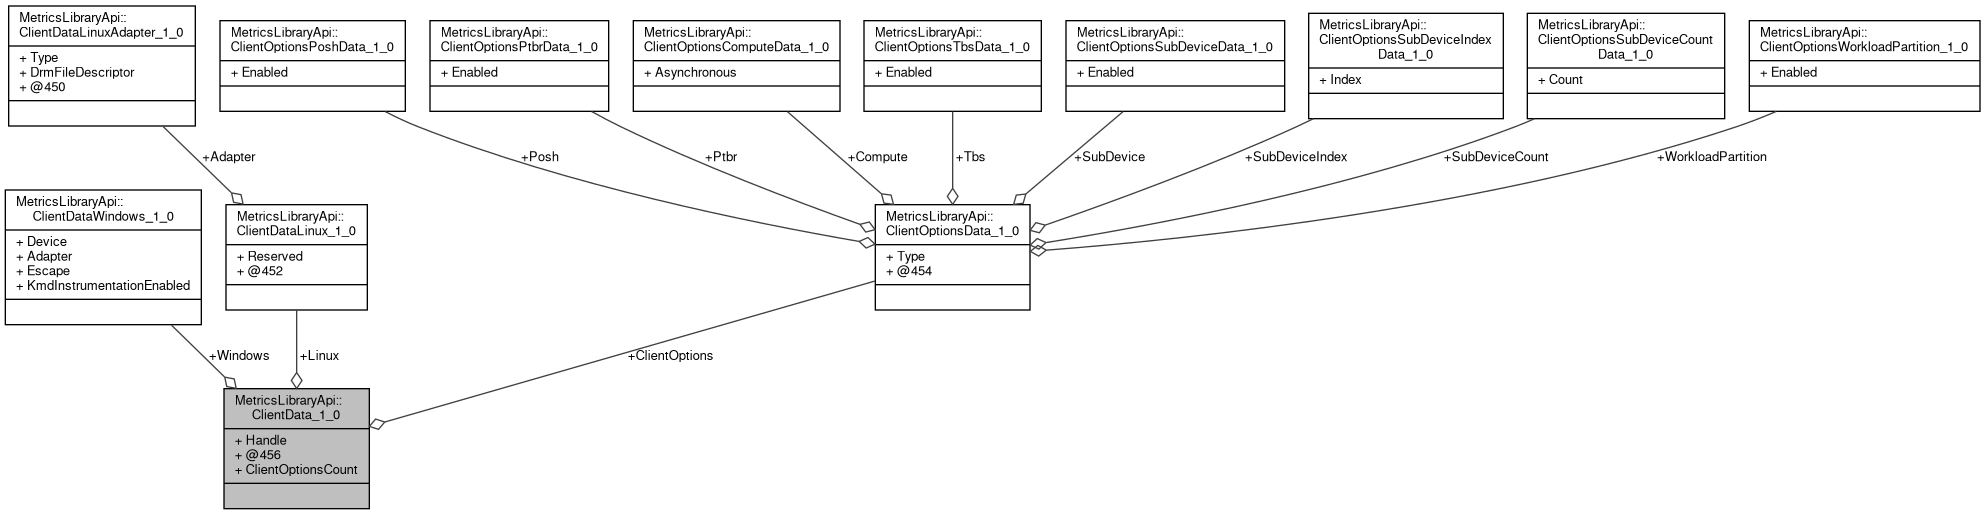 MetricsLibraryApi::
ClientDataLinuxAdapter_1_0
+ Type
+ DrmFileDescriptor
+ @450
MetricsLibraryApi::
ClientOptionsPoshData_1_0
+ Enabled
MetricsLibraryApi::
ClientOptionsPtbrData_1_0
+ Enabled
MetricsLibraryApi::
ClientOptionsComputeData_1_0
+ Asynchronous
MetricsLibraryApi::
ClientOptionsTbsData_1_0
+ Enabled
MetricsLibraryApi::
ClientOptionsSubDeviceData_1_0
+ Enabled
MetricsLibraryApi::
ClientOptionsSubDeviceIndex
Data_1_0
+ Index
MetricsLibraryApi::
ClientOptionsSubDeviceCount
Data_1_0
+ Count
MetricsLibraryApi::
ClientOptionsWorkloadPartition_1_0
+ Enabled
+Adapter
+Posh
+Ptbr
+Compute
+Tbs
+SubDevice
+SubDeviceIndex
+SubDeviceCount
+WorkloadPartition
MetricsLibraryApi::
ClientDataWindows_1_0
+ Device
+ Adapter
+ Escape
+ KmdInstrumentationEnabled
MetricsLibraryApi::
ClientDataLinux_1_0
+ Reserved
+ @452
MetricsLibraryApi::
ClientOptionsData_1_0
+ Type
+ @454
+Windows
+Linux
+ClientOptions
MetricsLibraryApi::
ClientData_1_0
+ Handle
+ @456
+ ClientOptionsCount